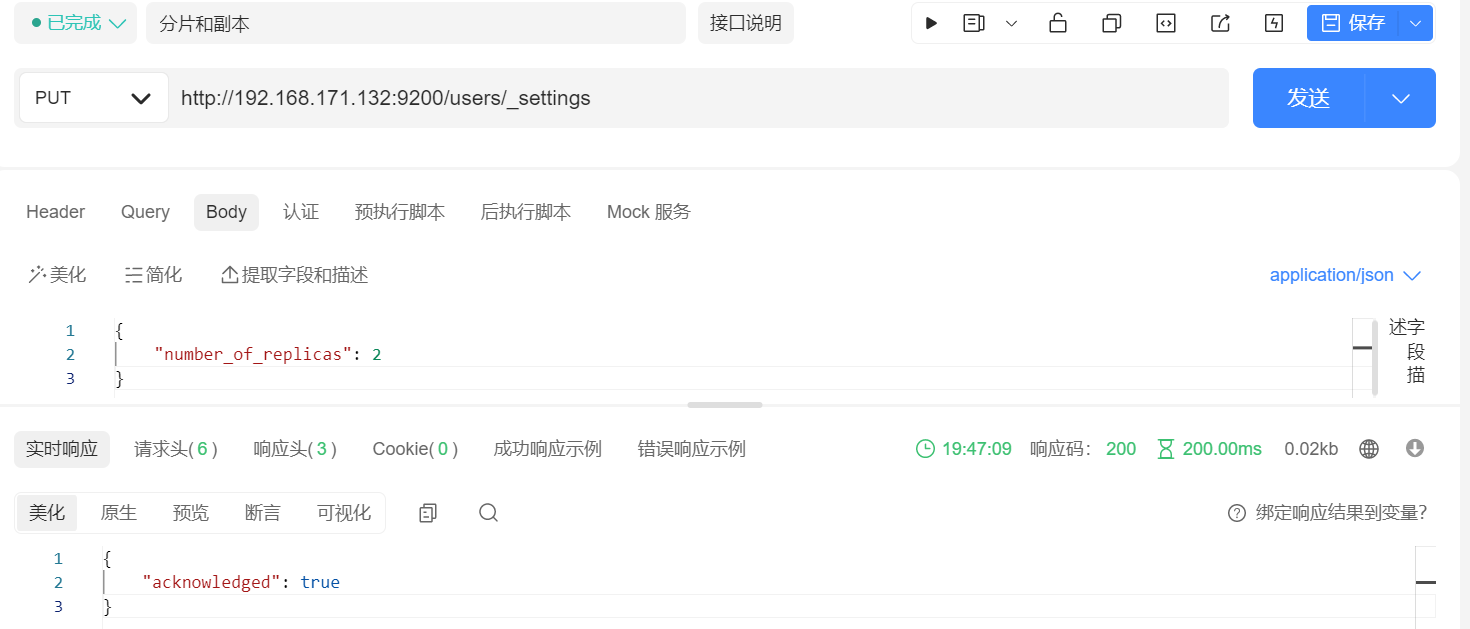 已完成 分片和副本 接口说明 保存
PUT http://192.168.171.132:9200/users/_settings 发送
Header Query Body 认证 预执行脚本 后执行脚本 Mock 服务
美化 简化 提取字段和描述 application/json
1 {
2 "number_of_replicas": 2
3 }
述字
段
描
实时响应 请求头( 6 ) 响应头( 3 ) Cookie( 0 ) 成功响应示例 错误响应示例 19:47:09 响应码： 200 200.00ms 0.02kb
美化 原生 预览 断言 可视化 绑定响应结果到变量?
1 {
2 "acknowledged": true
3 }